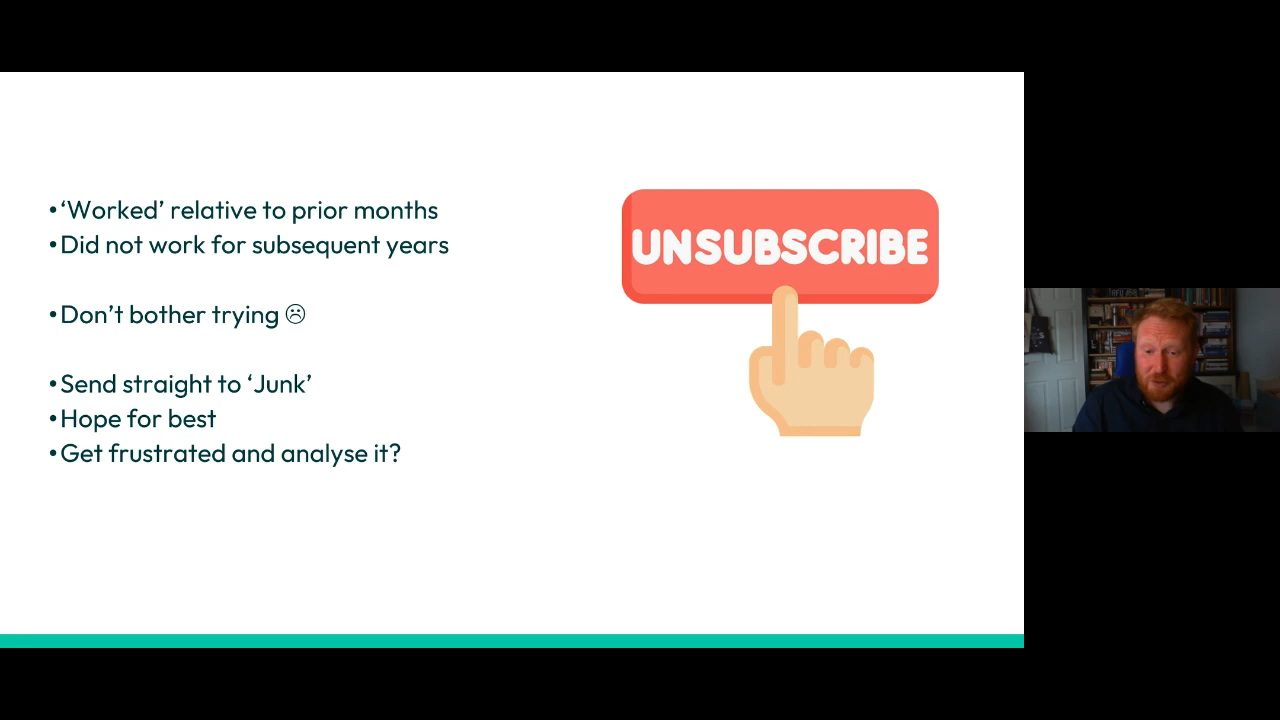 •‘Worked’ relative to prior months
•Did not work for subsequent years
•Don’t bother trying ☹
•Send straight to ‘Junk’
•Hope for best
•Get frustrated and analyse it?
UNSUBSCRIBE